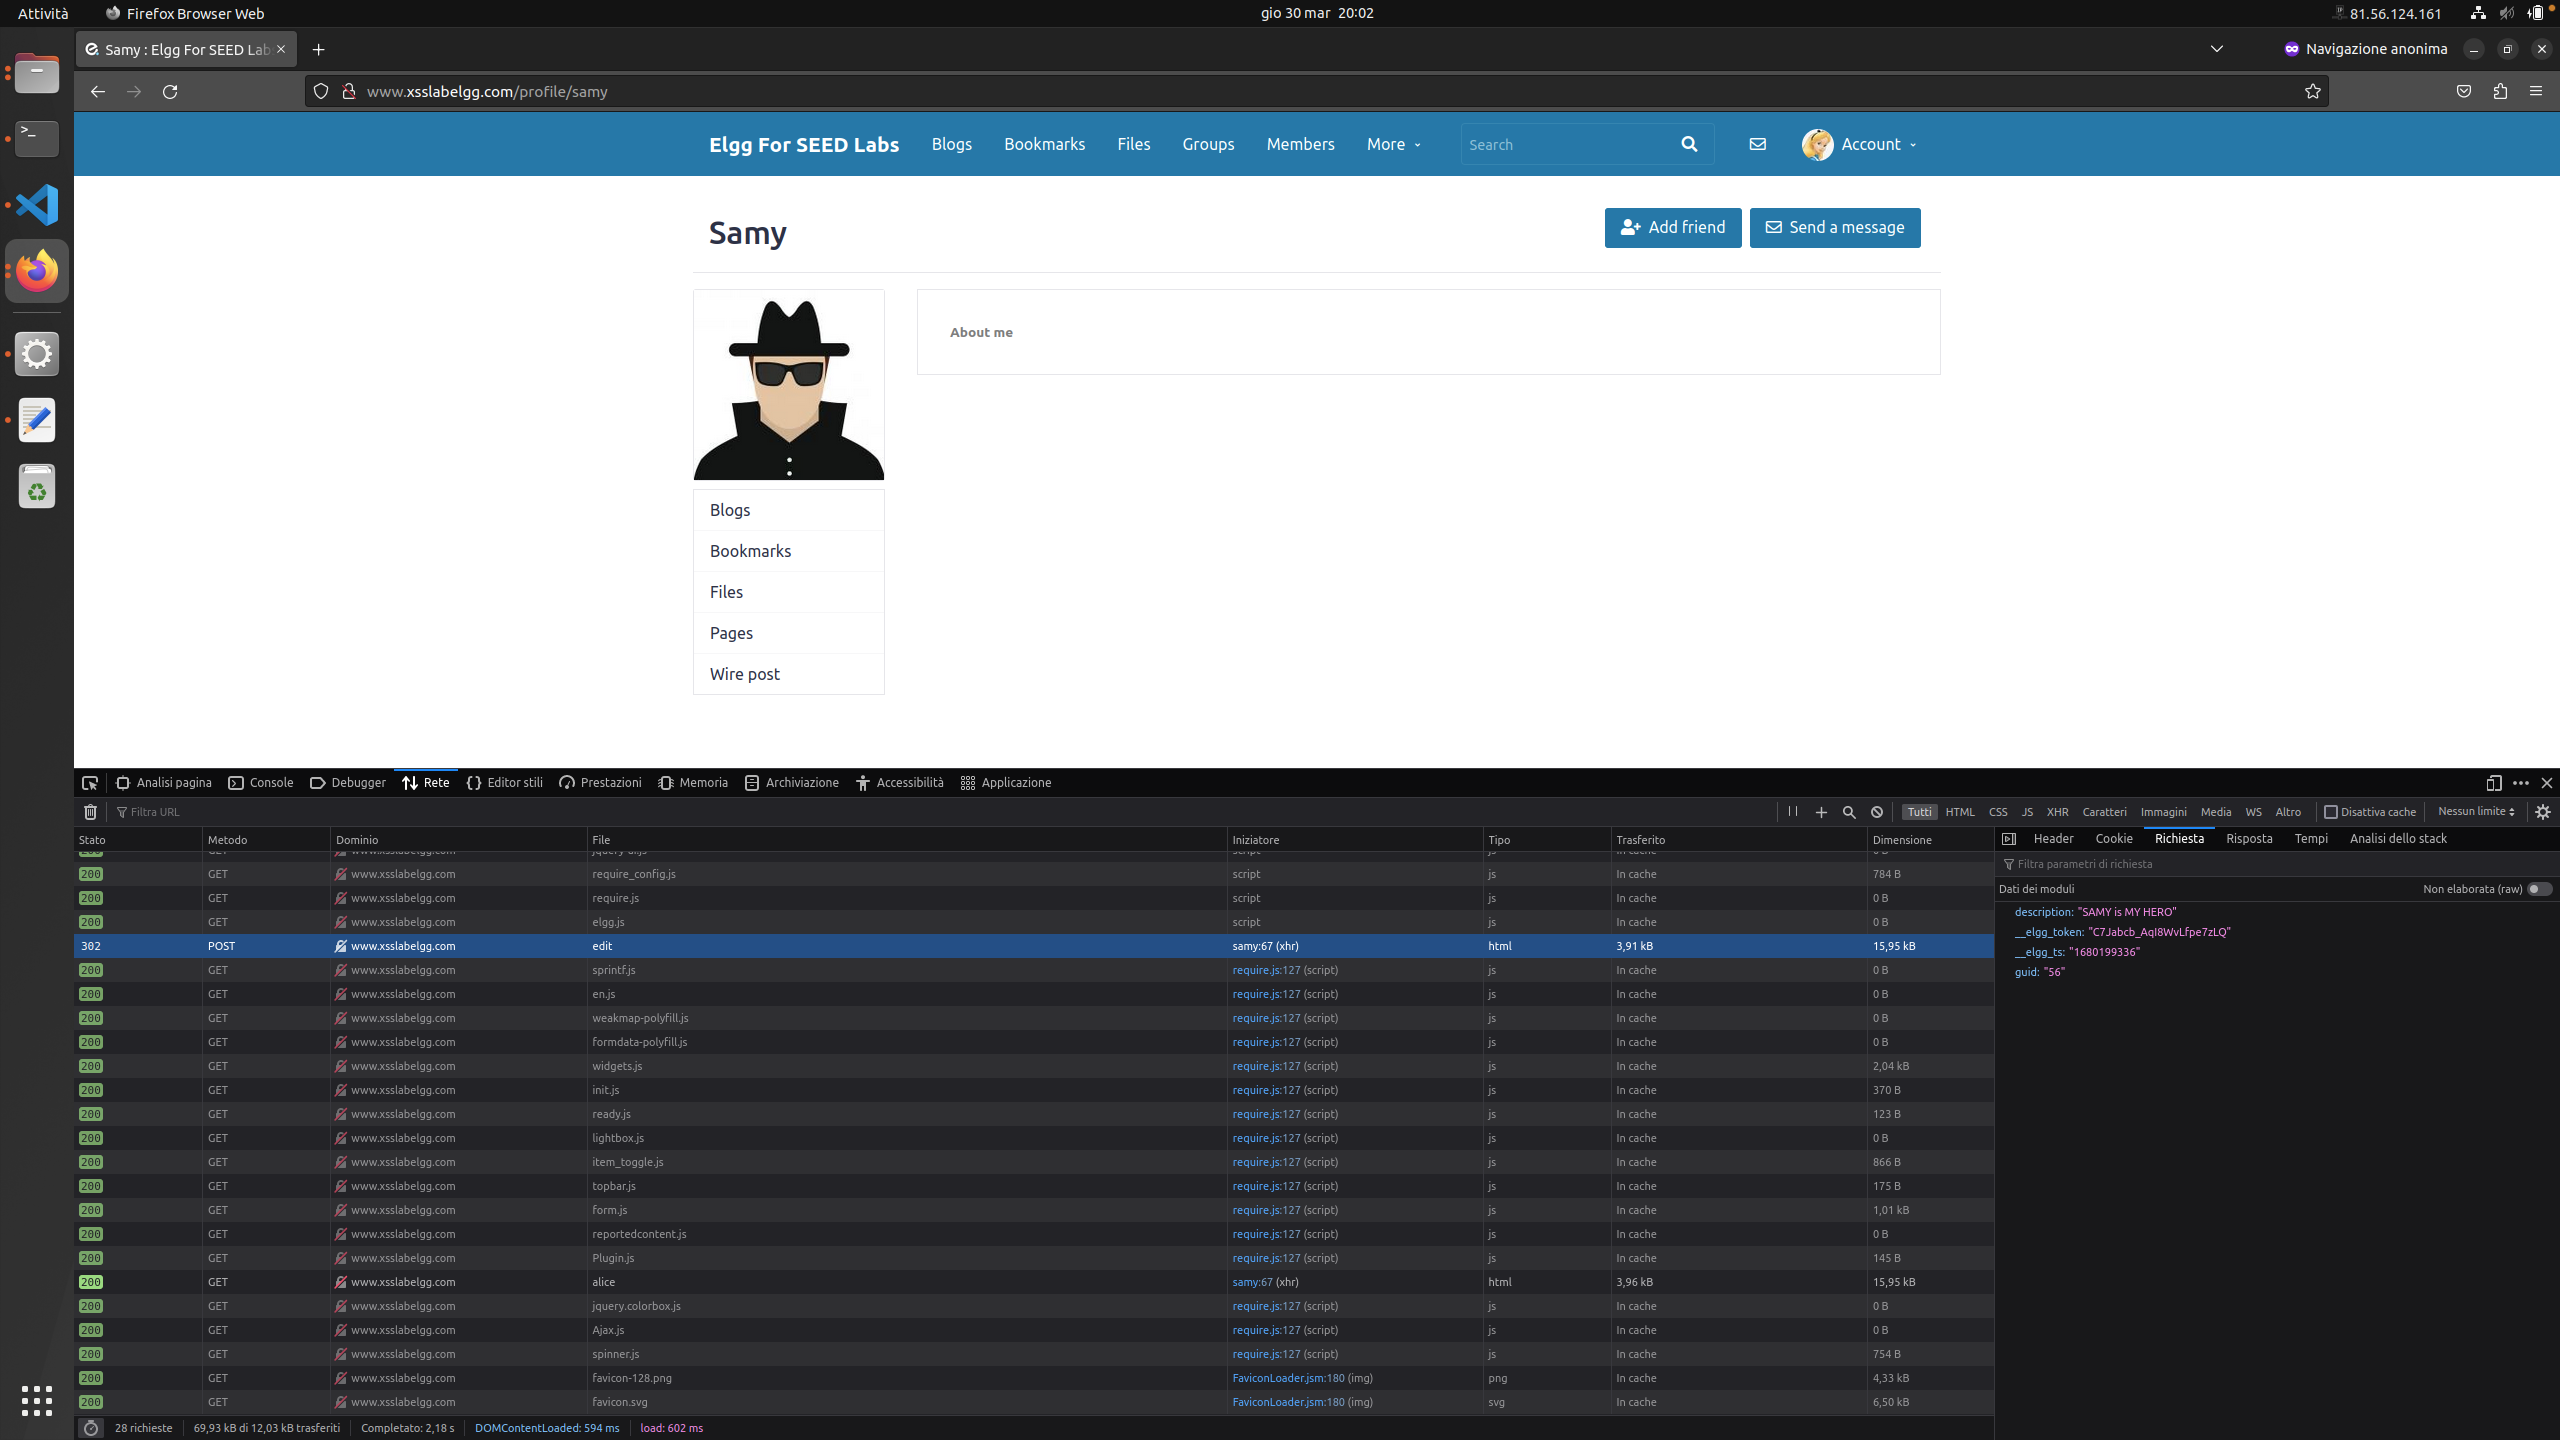 Attività Firefox Browser Web gio 30 mar 20:02 81.56.124.161
Samy : Elgg For SEED Lab Navigazione anonima
www.xsslabelgg.com/profile/samy
Elgg For SEED Labs Blogs Bookmarks Files Groups Members More Search Account
Samy Add friend Send a message
About me
Blogs
Bookmarks
Files
Pages
Wire post
Analisi pagina Console Debugger Rete Editor stili Prestazioni Memoria Archiviazione Accessibilità Applicazione
Filtra URL Tutti HTML CSS JS XHR Caratteri Immagini Media WS Altro Disattiva cache Nessun limite
Stato Metodo Dominio File Iniziatore Tipo Trasferito Dimensione Header Cookie Richiesta Risposta Tempi Analisi dello stack
Filtra parametri di richiesta
Dati dei moduli Non elaborata (raw)
description: "SAMY is MY HERO"
__elgg_token: "C7Jabcb_AqI8WvLfpe7zLQ"
__elgg_ts: "1680199336"
guid: "56"
200 GET www.xsslabelgg.com require_config.js script js In cache 784 B
200 GET www.xsslabelgg.com require.js script js In cache 0 B
200 GET www.xsslabelgg.com elgg.js script js In cache 0 B
302 POST www.xsslabelgg.com edit samy:67 (xhr) html 3,91 kB 15,95 kB
200 GET www.xsslabelgg.com sprintf.js require.js:127 (script) js In cache 0 B
200 GET www.xsslabelgg.com en.js require.js:127 (script) js In cache 0 B
200 GET www.xsslabelgg.com weakmap-polyfill.js require.js:127 (script) js In cache 0 B
200 GET www.xsslabelgg.com formdata-polyfill.js require.js:127 (script) js In cache 0 B
200 GET www.xsslabelgg.com widgets.js require.js:127 (script) js In cache 2,04 kB
200 GET www.xsslabelgg.com init.js require.js:127 (script) js In cache 370 B
200 GET www.xsslabelgg.com ready.js require.js:127 (script) js In cache 123 B
200 GET www.xsslabelgg.com lightbox.js require.js:127 (script) js In cache 0 B
200 GET www.xsslabelgg.com item_toggle.js require.js:127 (script) js In cache 866 B
200 GET www.xsslabelgg.com topbar.js require.js:127 (script) js In cache 175 B
200 GET www.xsslabelgg.com form.js require.js:127 (script) js In cache 1,01 kB
200 GET www.xsslabelgg.com reportedcontent.js require.js:127 (script) js In cache 0 B
200 GET www.xsslabelgg.com Plugin.js require.js:127 (script) js In cache 145 B
200 GET www.xsslabelgg.com alice samy:67 (xhr) html 3,96 kB 15,95 kB
200 GET www.xsslabelgg.com jquery.colorbox.js require.js:127 (script) js In cache 0 B
200 GET www.xsslabelgg.com Ajax.js require.js:127 (script) js In cache 0 B
200 GET www.xsslabelgg.com spinner.js require.js:127 (script) js In cache 754 B
200 GET www.xsslabelgg.com favicon-128.png FaviconLoader.jsm:180 (img) png In cache 4,33 kB
200 GET www.xsslabelgg.com favicon.svg FaviconLoader.jsm:180 (img) svg In cache 6,50 kB
28 richieste 69,93 kB di 12,03 kB trasferiti Completato: 2,18 s DOMContentLoaded: 594 ms load: 602 ms